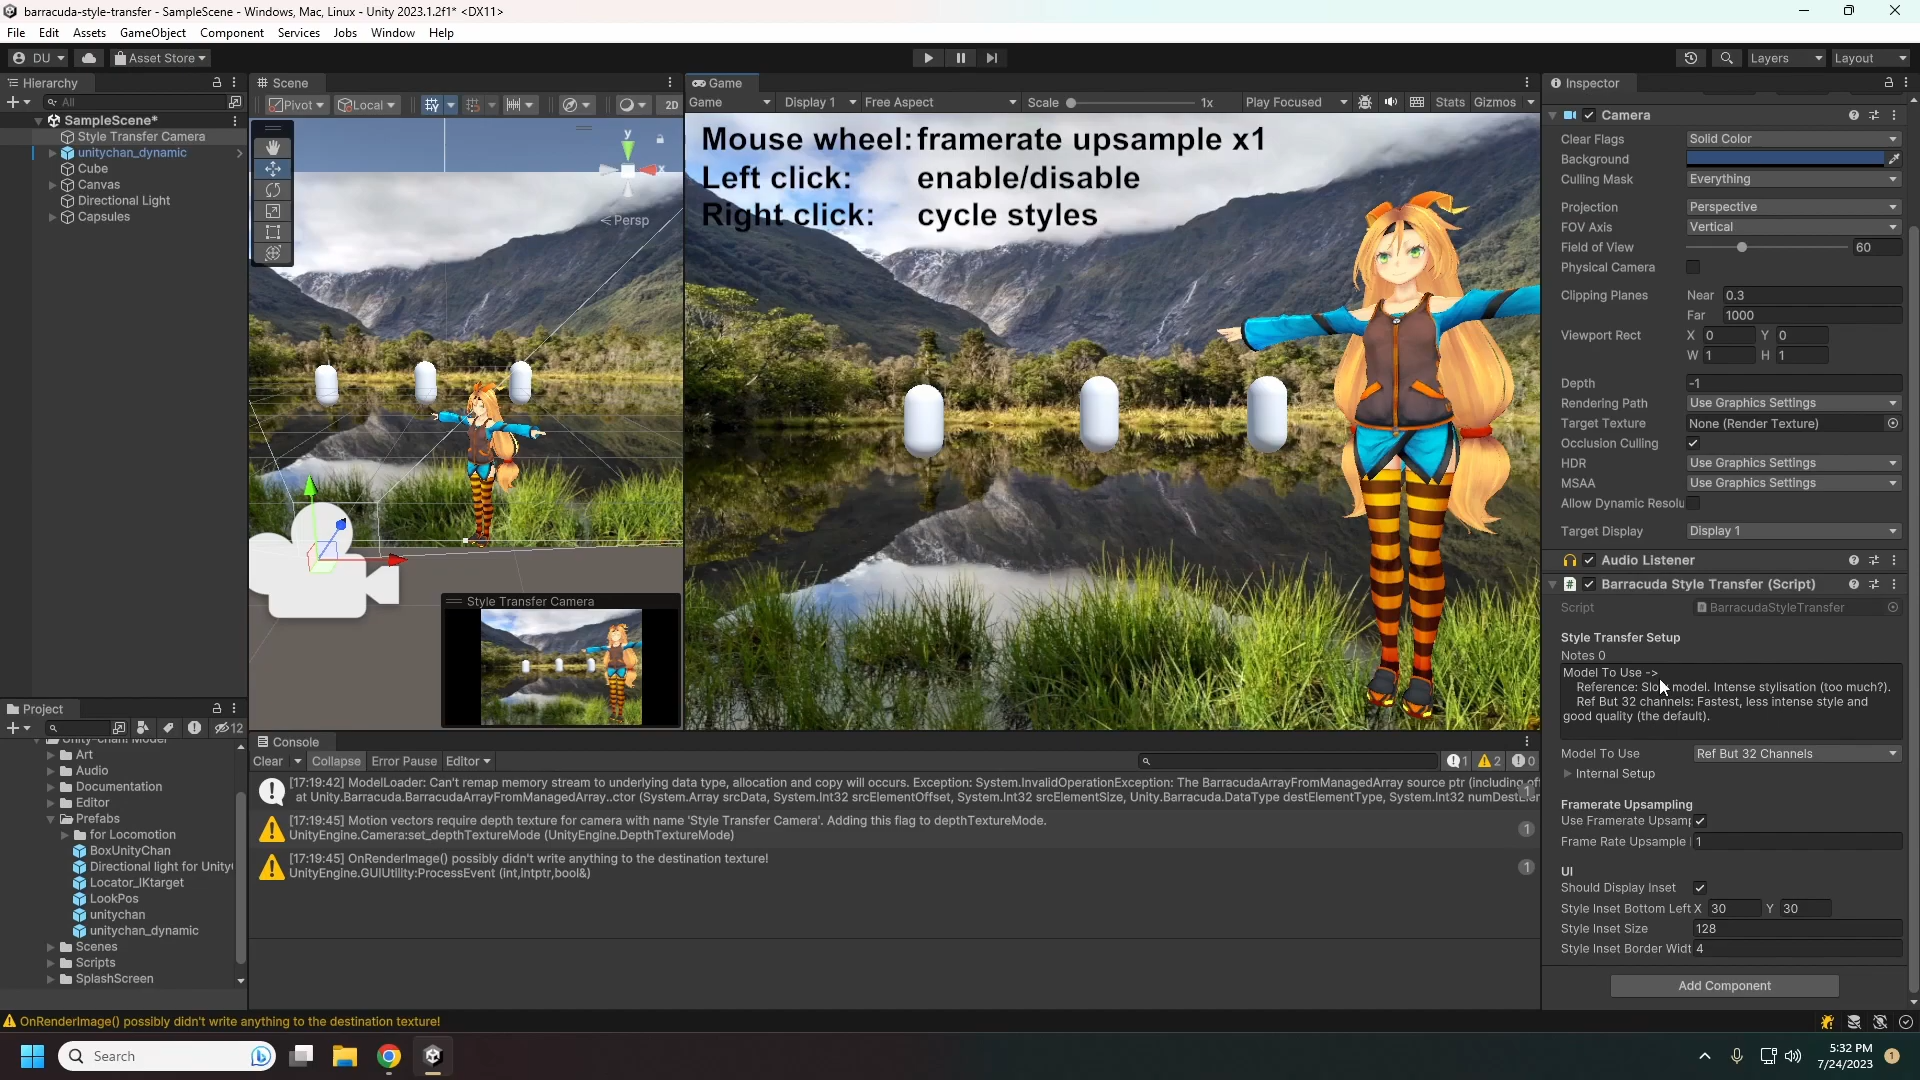 barracuda-style-transfer - SampleScene - Windows, Mac, Linux - Unity 2023.1.2f1* <DX11>
File Edit Assets GameObject Component Services Jobs Window Help
DU Asset Store Layers Layout
Hierarchy
All
SampleScene*
Style Transfer Camera
unitychan_dynamic
Cube
Canvas
Directional Light
Capsules
Scene
Pivot Local 2D
y
x
Persp
Style Transfer Camera
Game
Game Display 1 Free Aspect Scale 1x Play Focused Stats Gizmos
Mouse wheel: framerate upsample x1
Left click: enable/disable
Right click: cycle styles
Project
12
Art
Audio
Documentation
Editor
Prefabs
for Locomotion
BoxUnityChan
Directional light for Unity
Locator_IKtarget
LookPos
unitychan
unitychan_dynamic
Scenes
Scripts
SplashScreen
Console
Clear Collapse Error Pause Editor 1 2 0
[17:19:42] ModelLoader: Can't remap memory stream to underlying data type, allocation and copy will occurs. Exception: System.InvalidOperationException: The BarracudaArrayFromManagedArray source ptr (including of
at Unity.Barracuda.BarracudaArrayFromManagedArray..ctor (System.Array srcData, System.Int32 srcElementOffset, System.Int32 srcElementSize, Unity.Barracuda.DataType destElementType, System.Int32 numDestEler
1
[17:19:45] Motion vectors require depth texture for camera with name 'Style Transfer Camera'. Adding this flag to depthTextureMode.
UnityEngine.Camera:set_depthTextureMode (UnityEngine.DepthTextureMode)
1
[17:19:45] OnRenderImage() possibly didn't write anything to the destination texture!
UnityEngine.GUIUtility:ProcessEvent (int,intptr,bool&)
1
Inspector
Camera
Clear Flags Solid Color
Background
Culling Mask Everything
Projection Perspective
FOV Axis Vertical
Field of View 60
Physical Camera
Clipping Planes Near 0.3
Far 1000
Viewport Rect X 0 Y 0
W 1 H 1
Depth -1
Rendering Path Use Graphics Settings
Target Texture None (Render Texture)
Occlusion Culling
HDR Use Graphics Settings
MSAA Use Graphics Settings
Allow Dynamic Resolu
Target Display Display 1
Audio Listener
Barracuda Style Transfer (Script)
Script BarracudaStyleTransfer
Style Transfer Setup
Notes 0
Model To Use ->
Reference: Slo model. Intense stylisation (too much?).
Ref But 32 channels: Fastest, less intense style and
good quality (the default).
Model To Use Ref But 32 Channels
Internal Setup
Framerate Upsampling
Use Framerate Upsamp
Frame Rate Upsample 1
UI
Should Display Inset
Style Inset Bottom Left X 30 Y 30
Style Inset Size 128
Style Inset Border Widt 4
Add Component
OnRenderImage() possibly didn't write anything to the destination texture!
Search
5:32 PM
7/24/2023
1